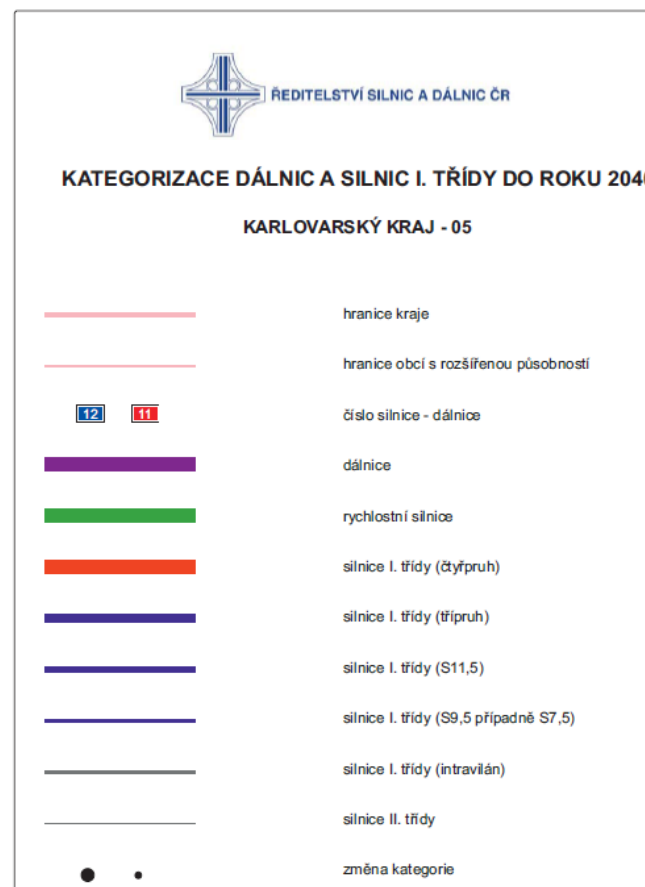 ŘEDITELSTVÍ SILNIC A DÁLNIC ČR
KATEGORIZACE DÁLNIC A SILNIC I. TŘÍDY DO ROKU 204
KARLOVARSKÝ KRAJ - 05
hranice kraje
hranice obcí s rozšířenou působností
12 11 číslo silnice - dálnice
dálnice
rychlostní silnice
silnice I. třídy (čtyřpruh)
silnice I. třídy (třípruh)
silnice I. třídy (S11,5)
silnice I. třídy (S9,5 případně S7,5)
silnice I. třídy (intravilán)
silnice II. třídy
změna kategorie